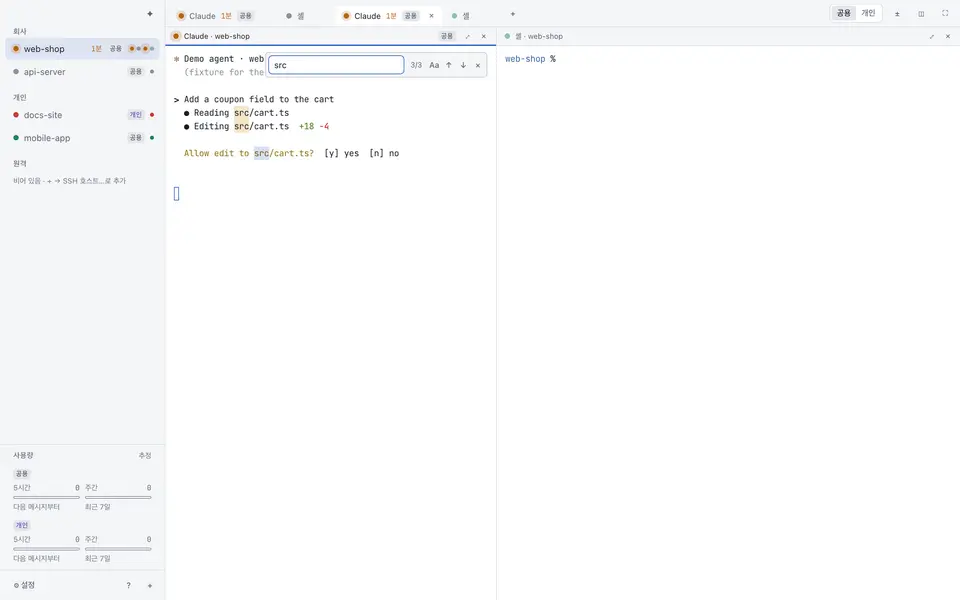 Claude 1분 공용 셸 Claude 1분 공용 × 셸 + 공용 개인
회사
web-shop 1분 공용
api-server 공용
개인
docs-site 개인
mobile-app 공용
원격
비어 있음 · + → SSH 호스트…로 추가
사용량 추정
공용
5시간 0 주간 0
다음 메시지부터 최근 7일
개인
5시간 0 주간 0
다음 메시지부터 최근 7일
설정 ? +
Claude · web-shop 공용 ×
Demo agent · web
(fixture for the
src 3/3 Aa ↑ ↓ ×
> Add a coupon field to the cart
● Reading src/cart.ts
● Editing src/cart.ts +18 -4
Allow edit to src/cart.ts? [y] yes [n] no
셸 · web-shop ×
web-shop %